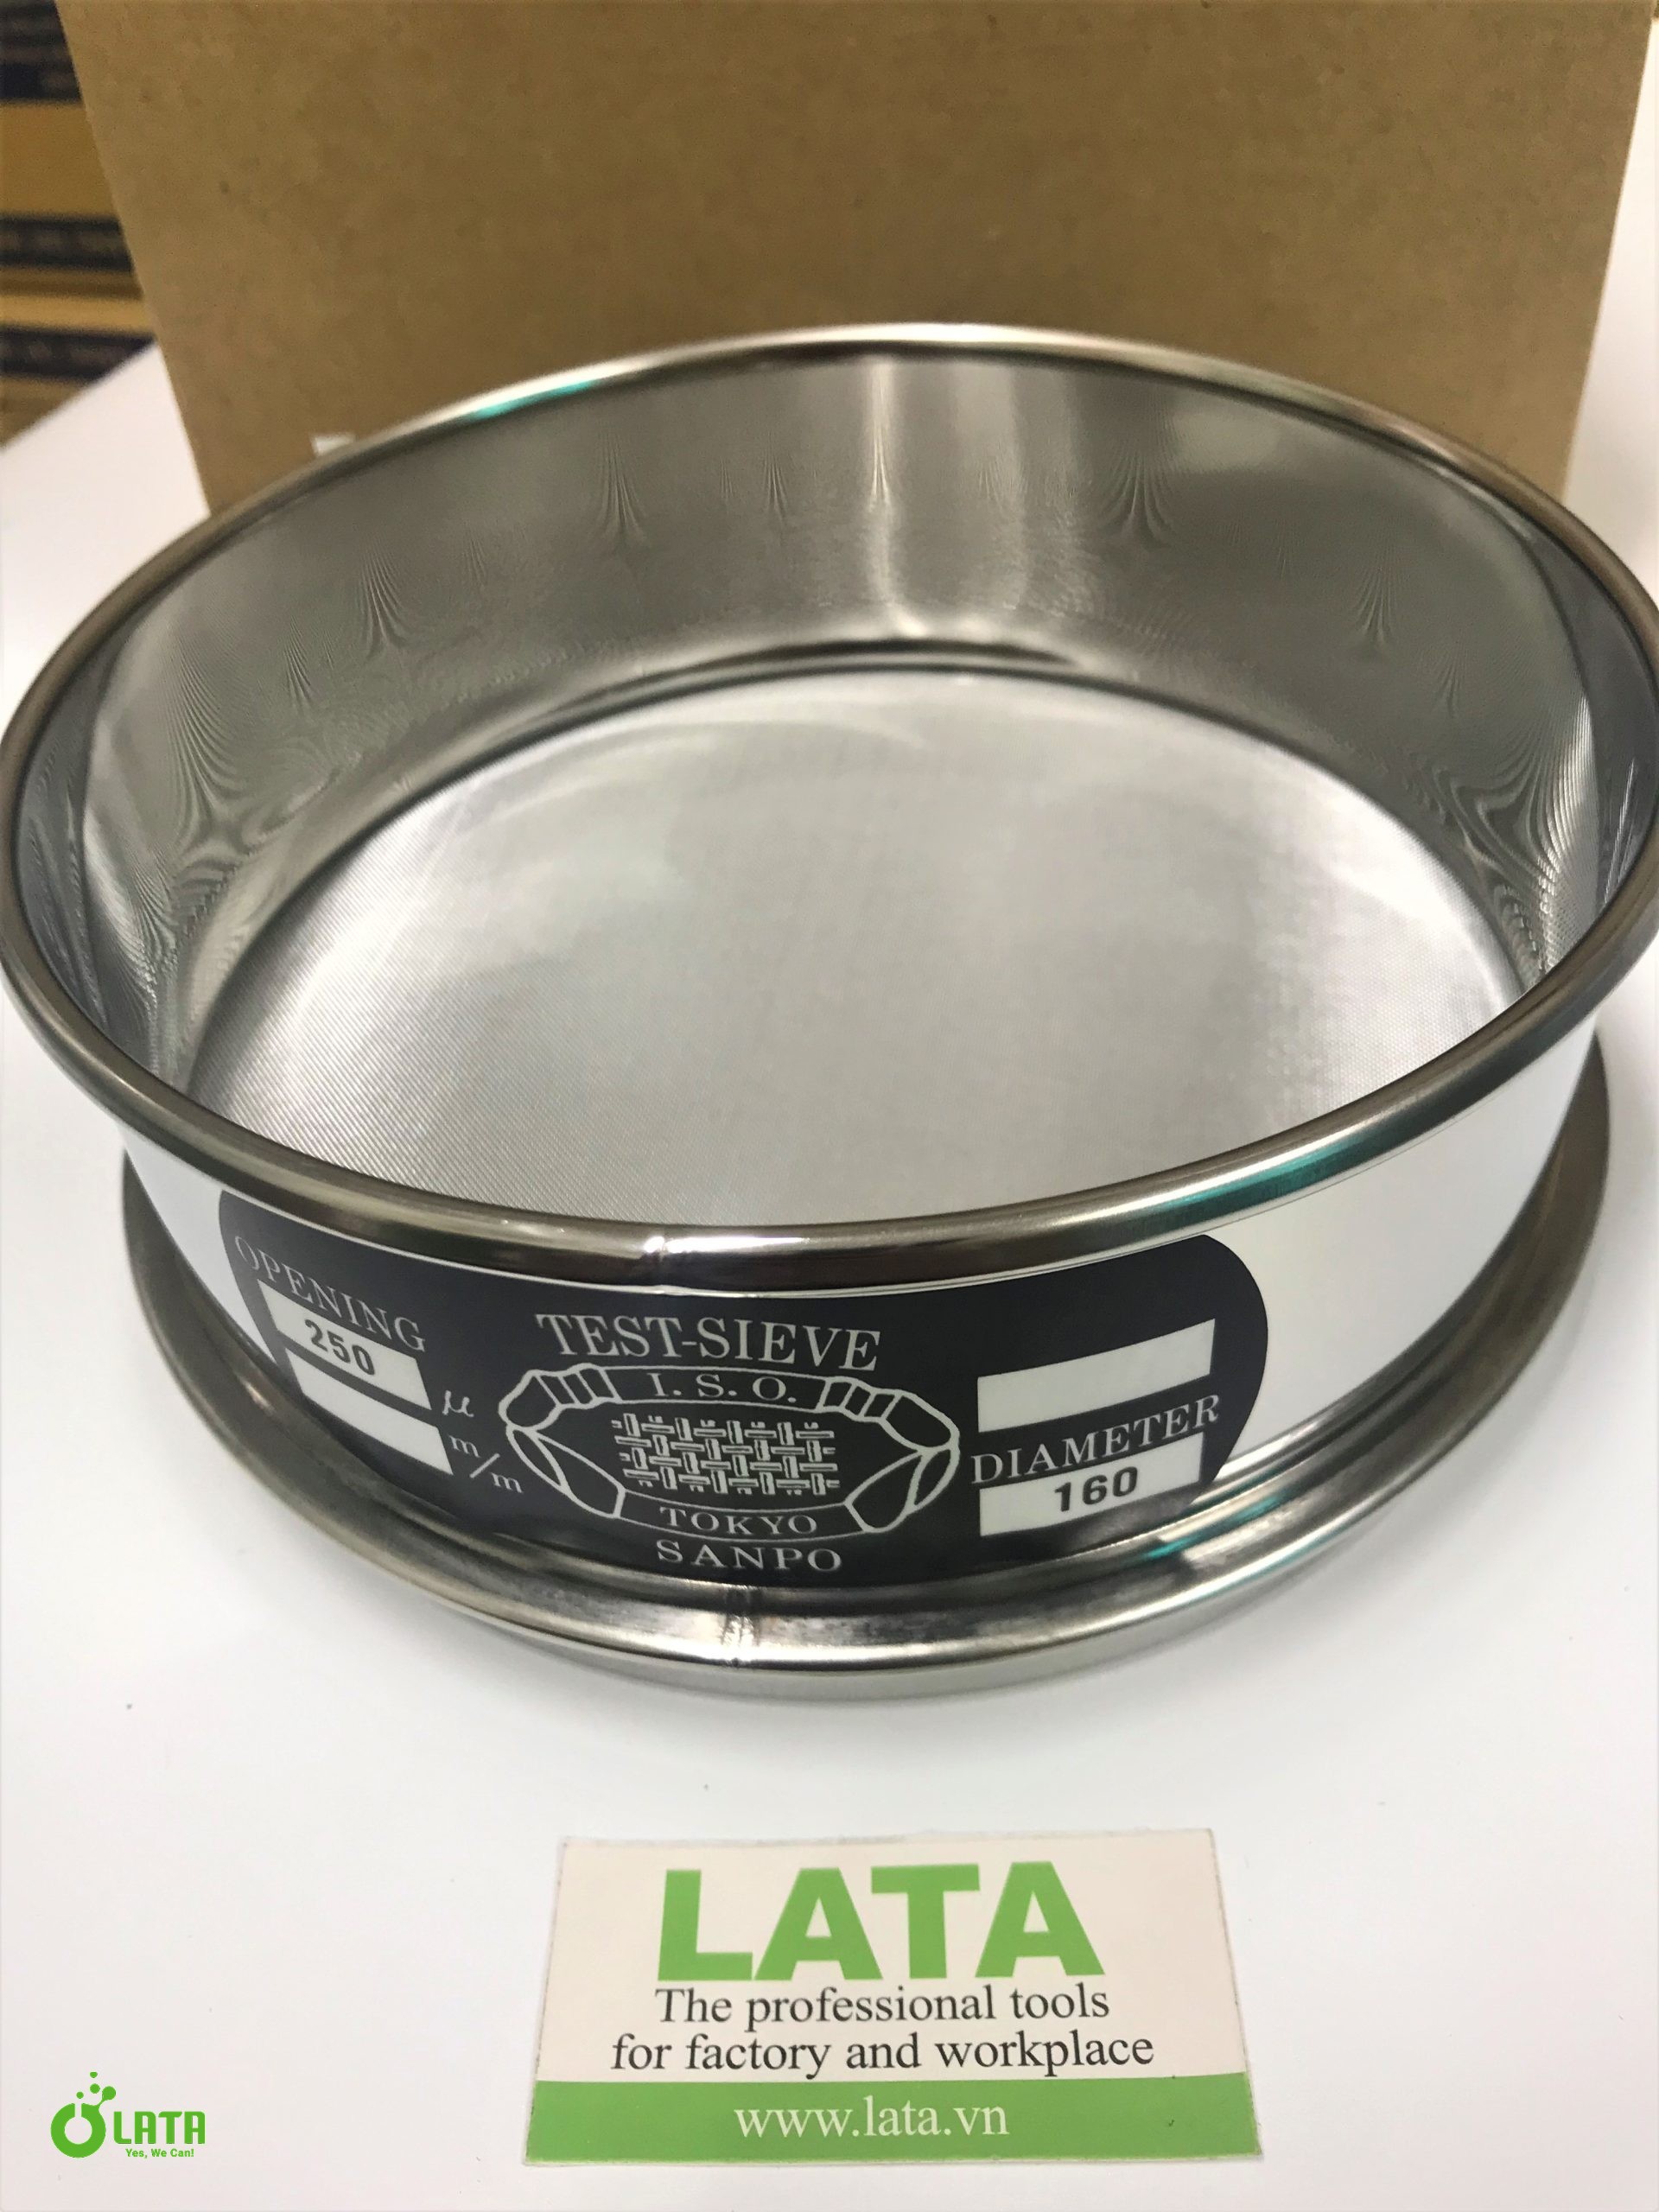 OPENING
250
μ
m/m
TEST-SIEVE
I. S. O.
TOKYO
SANPO
DIAMETER
160
LATA
The professional tools
for factory and workplace
www.lata.vn
LATA
Yes, We Can!